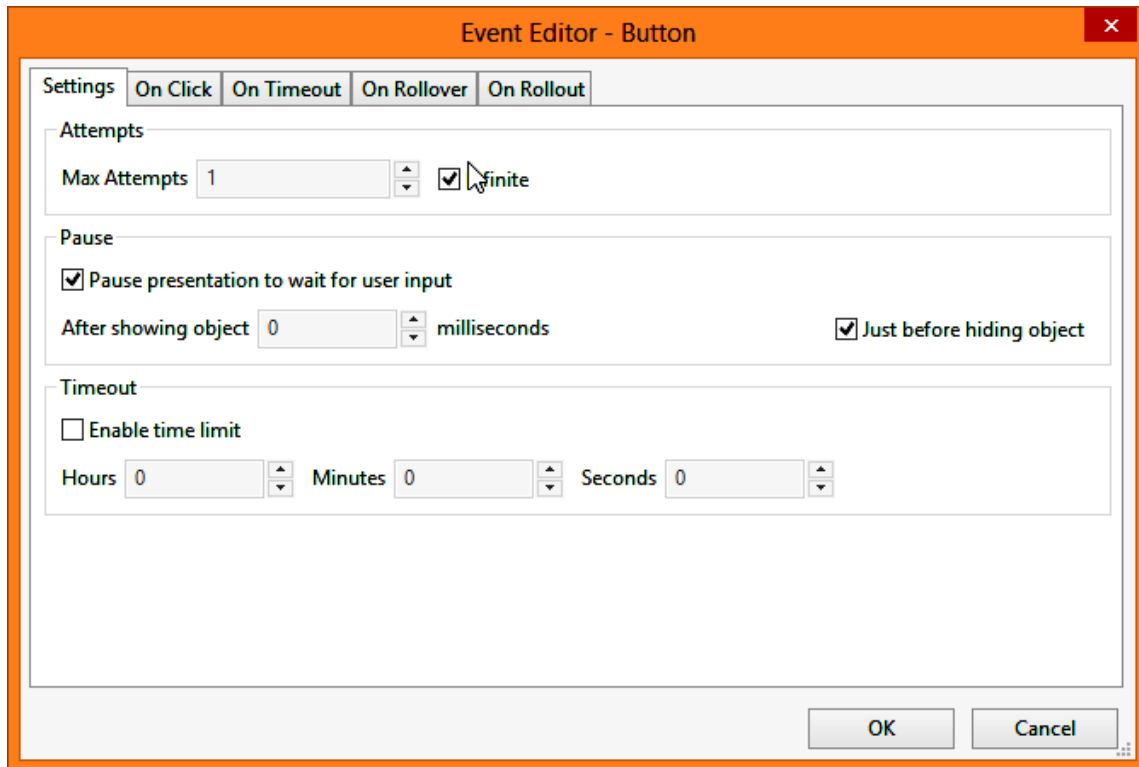 Event Editor - Button
Settings On Click On Timeout On Rollover On Rollout
Attempts
Max Attempts 1 finite
Pause
Pause presentation to wait for user input
After showing object 0 milliseconds Just before hiding object
Timeout
Enable time limit
Hours 0 Minutes 0 Seconds 0
OK Cancel